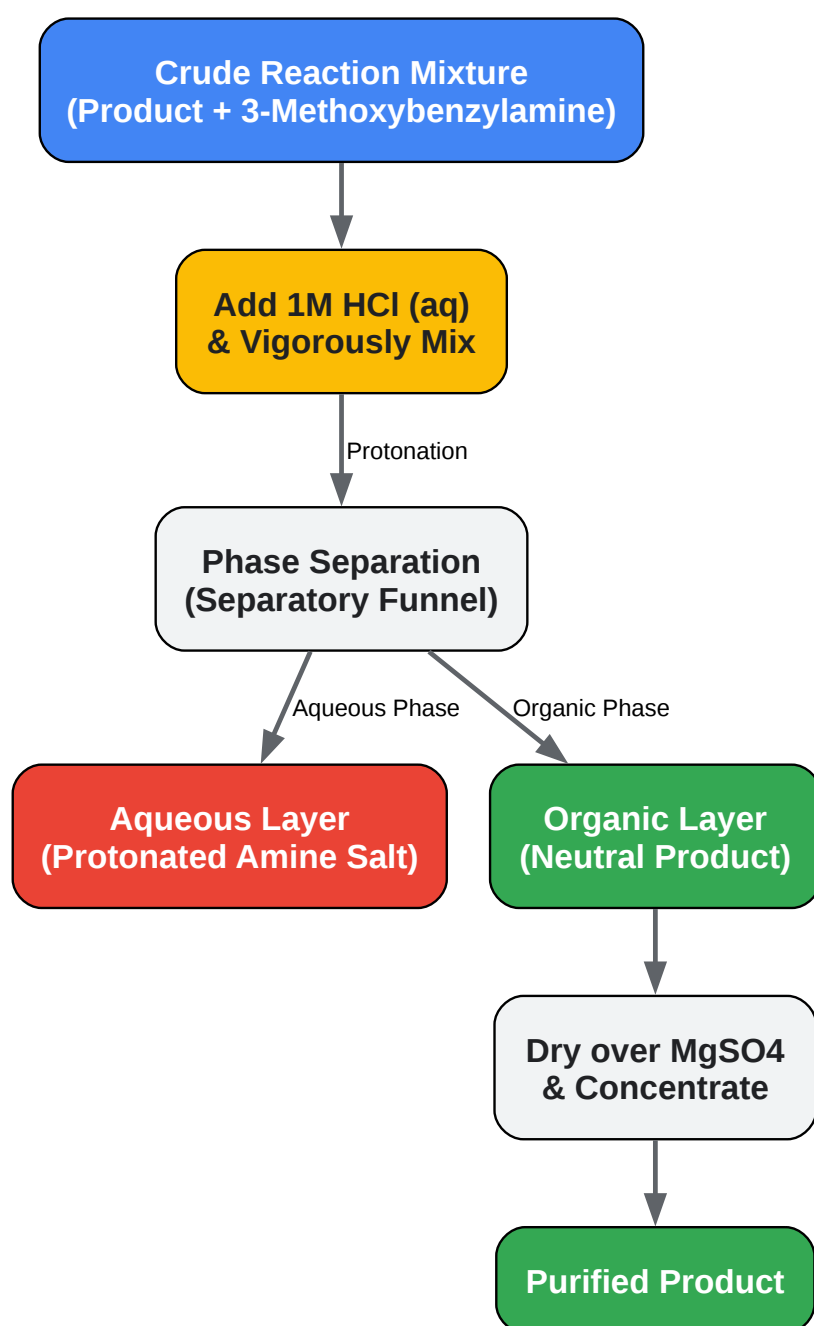 Crude Reaction Mixture
(Product + 3-Methoxybenzylamine)
Add 1M HCl (aq)
& Vigorously Mix
Protonation
Phase Separation
(Separatory Funnel)
Aqueous Phase
Organic Phase
Aqueous Layer
(Protonated Amine Salt)
Organic Layer
(Neutral Product)
Dry over MgSO4
& Concentrate
Purified Product